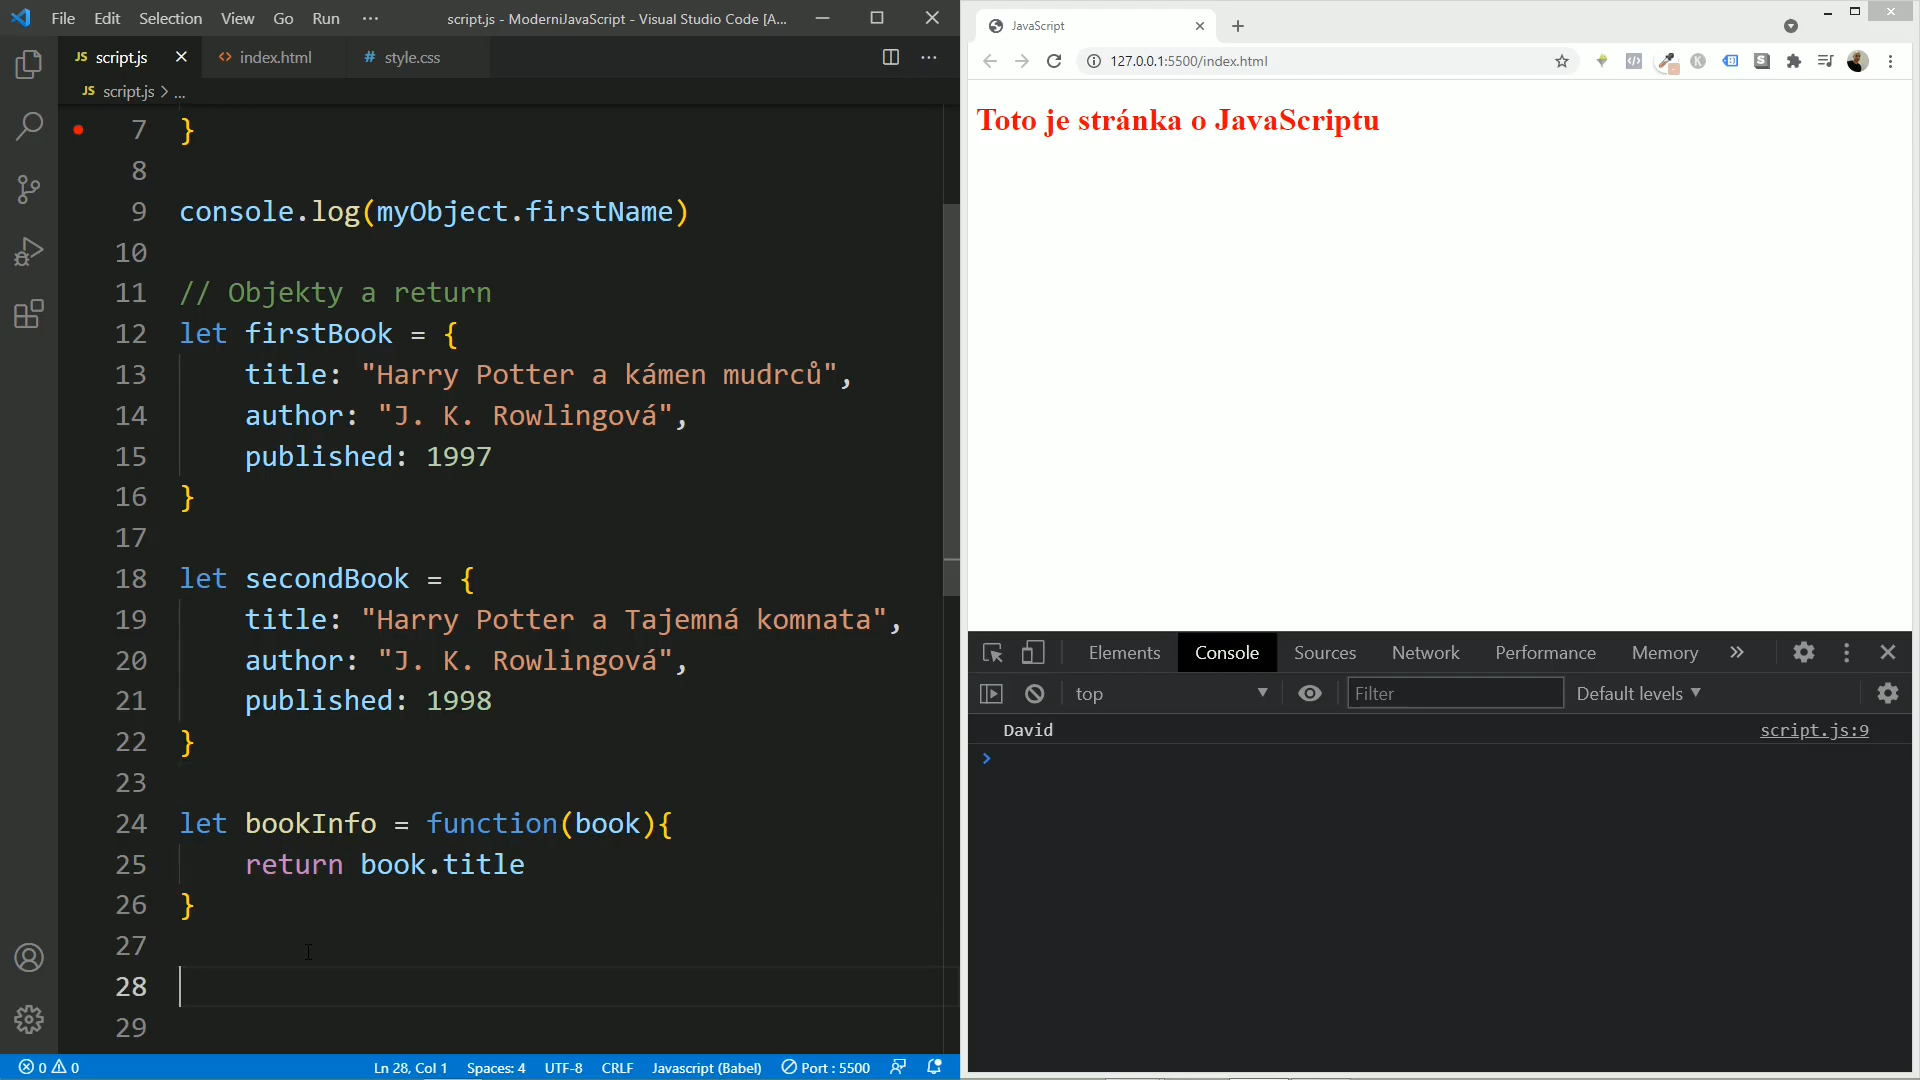 File Edit Selection View Go Run ··· script.js - ModerniJavaScript - Visual Studio Code [A...
JS script.js index.html # style.css
JS script.js > ...
7 }
8
9 console.log(myObject.firstName)
10
11 // Objekty a return
12 let firstBook = {
13 title: "Harry Potter a kámen mudrců",
14 author: "J. K. Rowlingová",
15 published: 1997
16 }
17
18 let secondBook = {
19 title: "Harry Potter a Tajemná komnata",
20 author: "J. K. Rowlingová",
21 published: 1998
22 }
23
24 let bookInfo = function(book){
25 return book.title
26 }
27
28
29
0 0 Ln 28, Col 1 Spaces: 4 UTF-8 CRLF Javascript (Babel) Port : 5500
JavaScript
127.0.0.1:5500/index.html
Toto je stránka o JavaScriptu
Elements Console Sources Network Performance Memory »
top Filter Default levels
David script.js:9